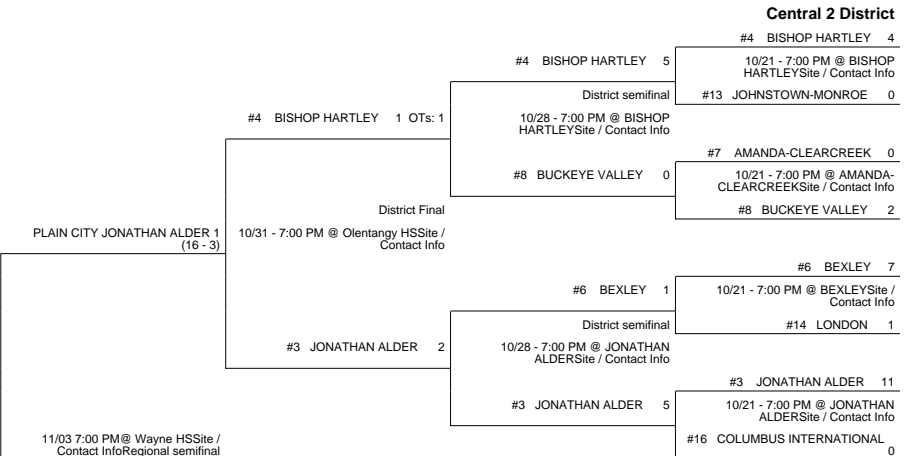 Central 2 District
#4 BISHOP HARTLEY 4
10/21 - 7:00 PM @ BISHOP
HARTLEYSite / Contact Info
#13 JOHNSTOWN-MONROE 0
#4 BISHOP HARTLEY 5
District semifinal
10/28 - 7:00 PM @ BISHOP
HARTLEYSite / Contact Info
#8 BUCKEYE VALLEY 0
#7 AMANDA-CLEARCREEK 0
10/21 - 7:00 PM @ AMANDA-
CLEARCREEKSite / Contact Info
#8 BUCKEYE VALLEY 2
#4 BISHOP HARTLEY 1 OTs: 1
District Final
10/31 - 7:00 PM @ Olentangy HSSite /
Contact Info
#3 JONATHAN ALDER 2
PLAIN CITY JONATHAN ALDER 1
(16 - 3)
#6 BEXLEY 7
10/21 - 7:00 PM @ BEXLEYSite /
Contact Info
#14 LONDON 1
#6 BEXLEY 1
District semifinal
10/28 - 7:00 PM @ JONATHAN
ALDERSite / Contact Info
#3 JONATHAN ALDER 5
#3 JONATHAN ALDER 11
10/21 - 7:00 PM @ JONATHAN
ALDERSite / Contact Info
#16 COLUMBUS INTERNATIONAL
0
11/03 7:00 PM@ Wayne HSSite /
Contact InfoRegional semifinal